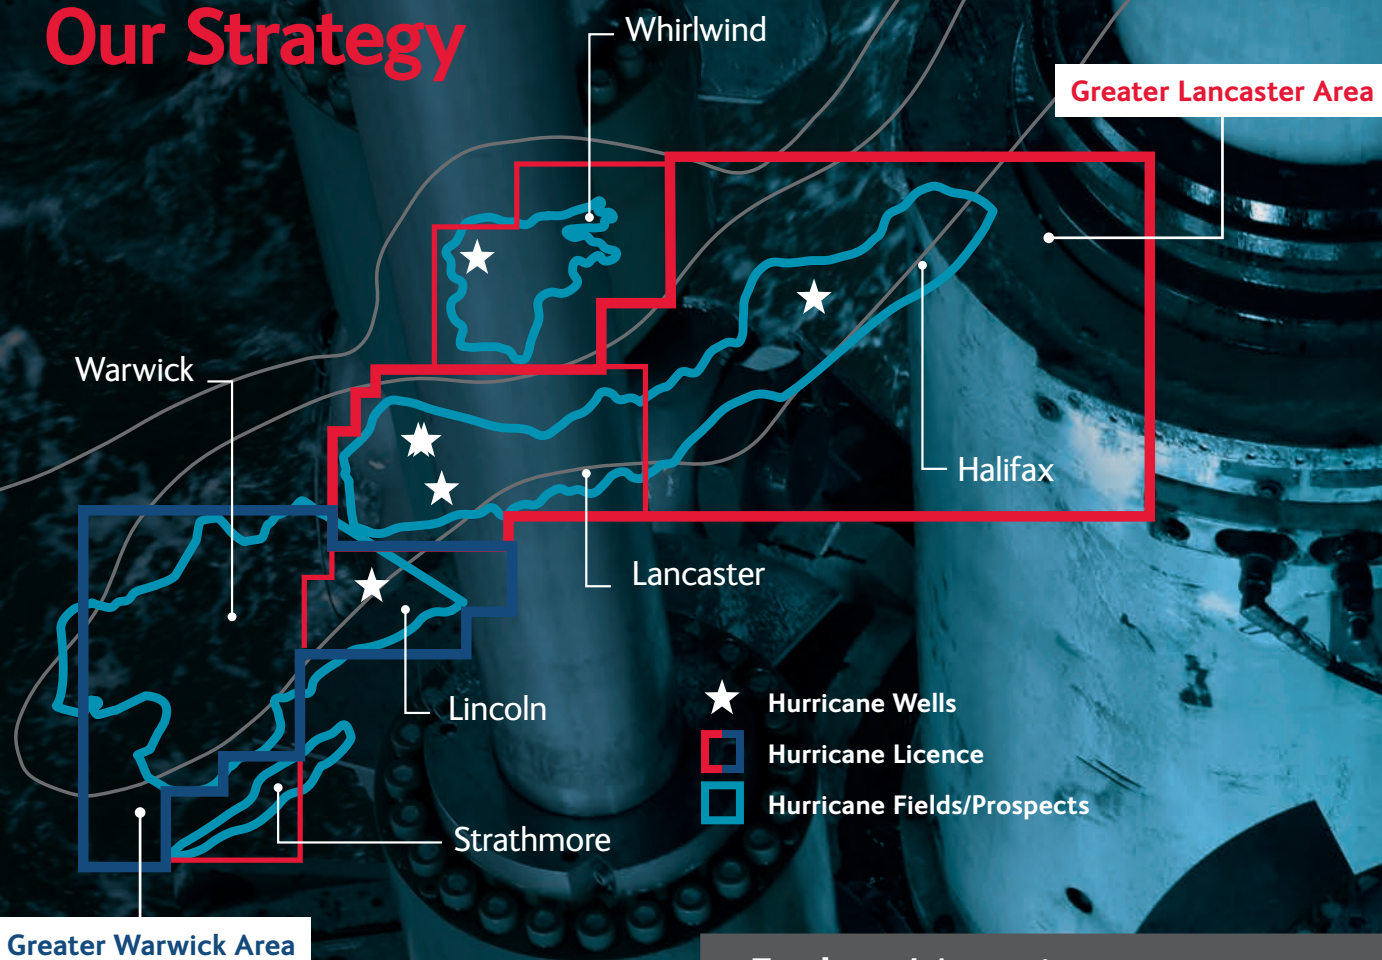 Our Strategy
Whirlwind
Greater Lancaster Area
Warwick
Halifax
Lancaster
Lincoln
Strathmore
Hurricane Wells
Hurricane Licence
Hurricane Fields/Prospects
Greater Warwick Area